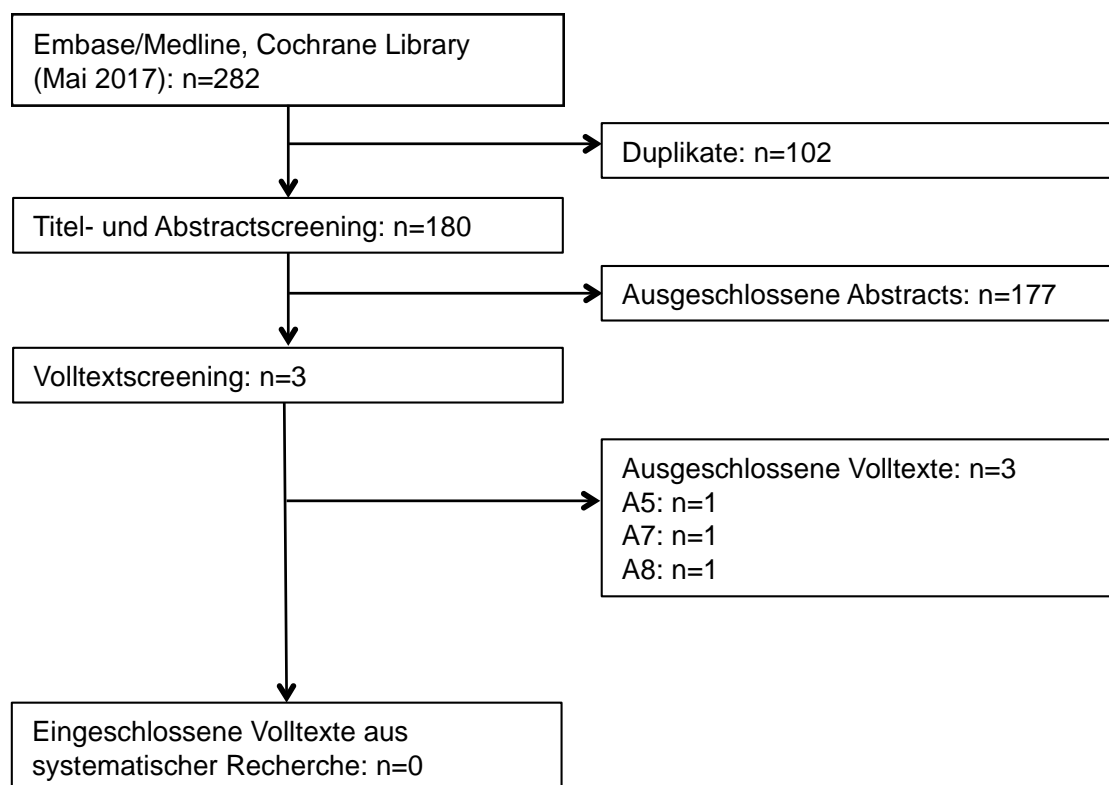 Embase/Medline, Cochrane Library
(Mai 2017): n=282
Duplikate: n=102
Titel- und Abstractscreening: n=180
Ausgeschlossene Abstracts: n=177
Volltextscreening: n=3
Ausgeschlossene Volltexte: n=3
A5: n=1
A7: n=1
A8: n=1
Eingeschlossene Volltexte aus
systematischer Recherche: n=0